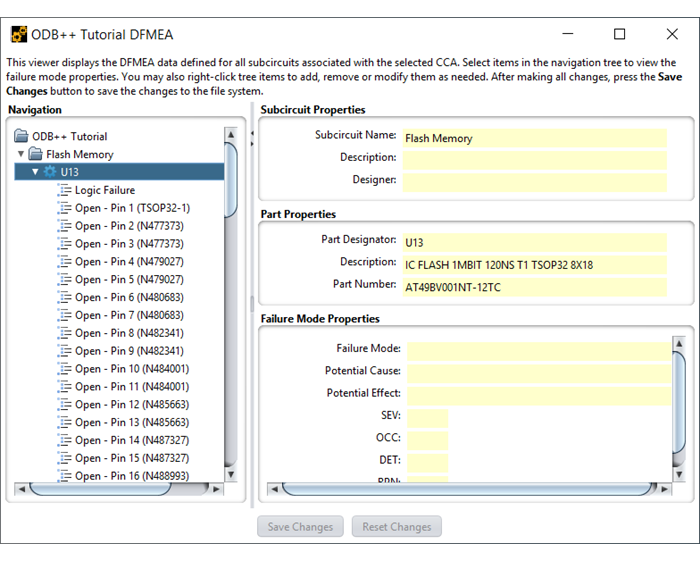 ODB++ Tutorial DFMEA
This viewer displays the DFMEA data defined for all subcircuits associated with the selected CCA. Select items in the navigation tree to view the
failure mode properties. You may also right-click tree items to add, remove or modify them as needed. After making all changes, press the Save
Changes button to save the changes to the file system.
Navigation
ODB++ Tutorial
Flash Memory
U13
Logic Failure
Open - Pin 1 (TSOP32-1)
Open - Pin 2 (N477373)
Open - Pin 3 (N477373)
Open - Pin 4 (N479027)
Open - Pin 5 (N479027)
Open - Pin 6 (N480683)
Open - Pin 7 (N480683)
Open - Pin 8 (N482341)
Open - Pin 9 (N482341)
Open - Pin 10 (N484001)
Open - Pin 11 (N484001)
Open - Pin 12 (N485663)
Open - Pin 13 (N485663)
Open - Pin 14 (N487327)
Open - Pin 15 (N487327)
Open - Pin 16 (N488993)
Subcircuit Properties
Subcircuit Name: Flash Memory
Description:
Designer:
Part Properties
Part Designator: U13
Description: IC FLASH 1MBIT 120NS T1 TSOP32 8X18
Part Number: AT49BV001NT-12TC
Failure Mode Properties
Failure Mode:
Potential Cause:
Potential Effect:
SEV:
OCC:
DET:
RPN:
Save Changes Reset Changes